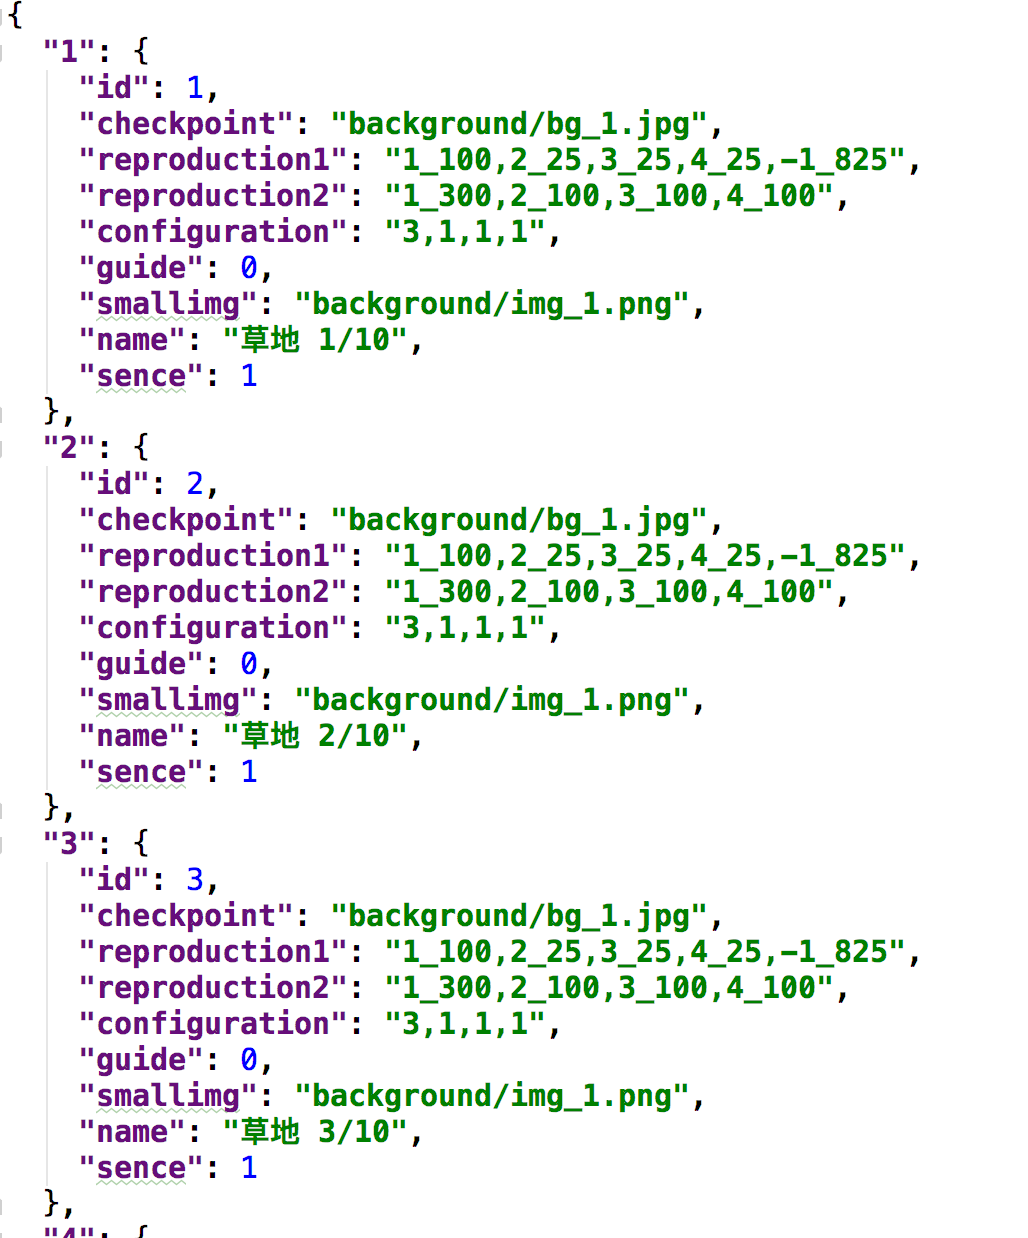 {
"1": {
"id": 1,
"checkpoint": "background/bg_1.jpg",
"reproduction1": "1_100,2_25,3_25,4_25,-1_825",
"reproduction2": "1_300,2_100,3_100,4_100",
"configuration": "3,1,1,1",
"guide": 0,
"smallimg": "background/img_1.png",
"name": "草地 1/10",
"sence": 1
},
"2": {
"id": 2,
"checkpoint": "background/bg_1.jpg",
"reproduction1": "1_100,2_25,3_25,4_25,-1_825",
"reproduction2": "1_300,2_100,3_100,4_100",
"configuration": "3,1,1,1",
"guide": 0,
"smallimg": "background/img_1.png",
"name": "草地 2/10",
"sence": 1
},
"3": {
"id": 3,
"checkpoint": "background/bg_1.jpg",
"reproduction1": "1_100,2_25,3_25,4_25,-1_825",
"reproduction2": "1_300,2_100,3_100,4_100",
"configuration": "3,1,1,1",
"guide": 0,
"smallimg": "background/img_1.png",
"name": "草地 3/10",
"sence": 1
},
"4": {